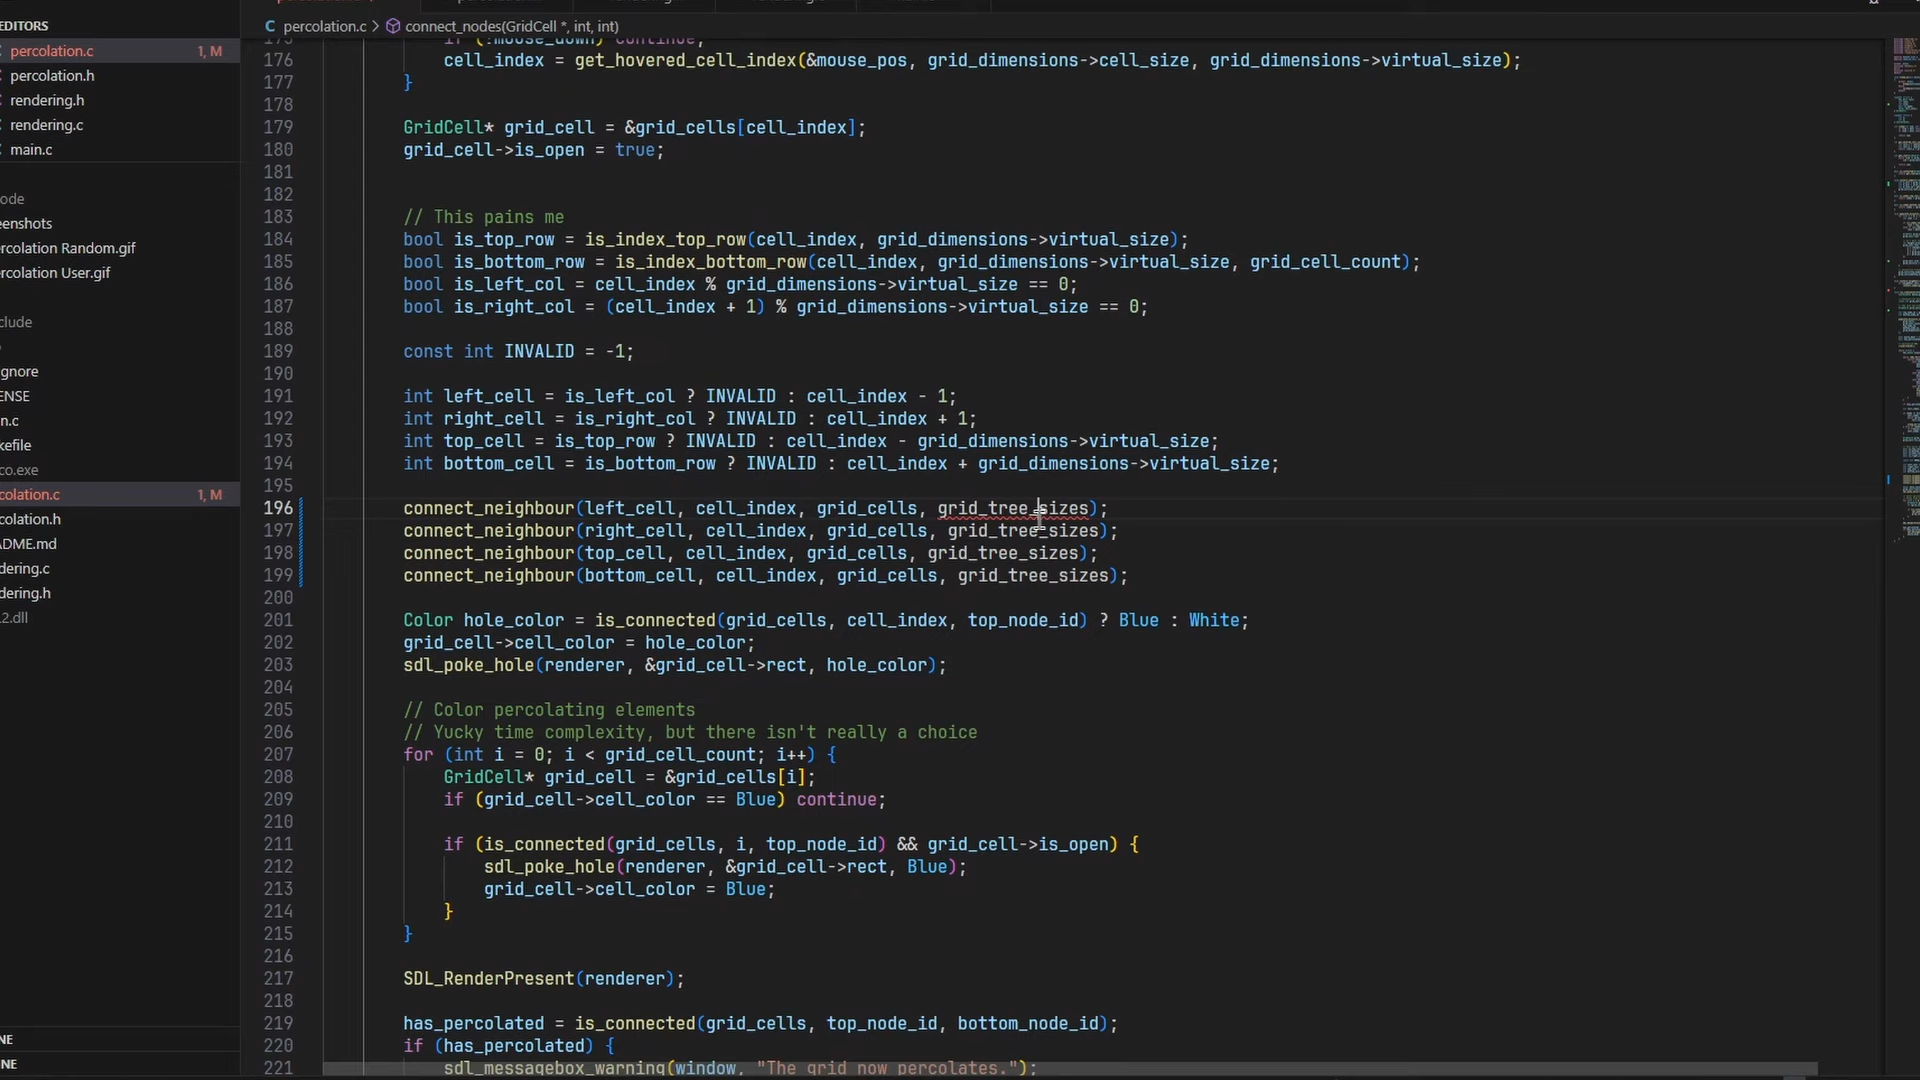 EDITORS
percolation.c 1, M
percolation.h
rendering.h
rendering.c
main.c
ode
eenshots
ercolation Random.gif
ercolation User.gif
clude
gnore
ENSE
n.c
kefile
co.exe
colation.c 1, M
colation.h
DME.md
dering.c
dering.h
2.dll
NE
NE
C percolation.c > connect_nodes(GridCell *, int, int)
175 if (!mouse_down) continue;
176 cell_index = get_hovered_cell_index(&mouse_pos, grid_dimensions->cell_size, grid_dimensions->virtual_size);
177 }
178
179 GridCell* grid_cell = &grid_cells[cell_index];
180 grid_cell->is_open = true;
181
182
183 // This pains me
184 bool is_top_row = is_index_top_row(cell_index, grid_dimensions->virtual_size);
185 bool is_bottom_row = is_index_bottom_row(cell_index, grid_dimensions->virtual_size, grid_cell_count);
186 bool is_left_col = cell_index % grid_dimensions->virtual_size == 0;
187 bool is_right_col = (cell_index + 1) % grid_dimensions->virtual_size == 0;
188
189 const int INVALID = -1;
190
191 int left_cell = is_left_col ? INVALID : cell_index - 1;
192 int right_cell = is_right_col ? INVALID : cell_index + 1;
193 int top_cell = is_top_row ? INVALID : cell_index - grid_dimensions->virtual_size;
194 int bottom_cell = is_bottom_row ? INVALID : cell_index + grid_dimensions->virtual_size;
195
196 connect_neighbour(left_cell, cell_index, grid_cells, grid_tree_sizes);
197 connect_neighbour(right_cell, cell_index, grid_cells, grid_tree_sizes);
198 connect_neighbour(top_cell, cell_index, grid_cells, grid_tree_sizes);
199 connect_neighbour(bottom_cell, cell_index, grid_cells, grid_tree_sizes);
200
201 Color hole_color = is_connected(grid_cells, cell_index, top_node_id) ? Blue : White;
202 grid_cell->cell_color = hole_color;
203 sdl_poke_hole(renderer, &grid_cell->rect, hole_color);
204
205 // Color percolating elements
206 // Yucky time complexity, but there isn't really a choice
207 for (int i = 0; i < grid_cell_count; i++) {
208 GridCell* grid_cell = &grid_cells[i];
209 if (grid_cell->cell_color == Blue) continue;
210
211 if (is_connected(grid_cells, i, top_node_id) && grid_cell->is_open) {
212 sdl_poke_hole(renderer, &grid_cell->rect, Blue);
213 grid_cell->cell_color = Blue;
214 }
215 }
216
217 SDL_RenderPresent(renderer);
218
219 has_percolated = is_connected(grid_cells, top_node_id, bottom_node_id);
220 if (has_percolated) {
221 sdl_messagebox_warning(window, "The grid now percolates.");